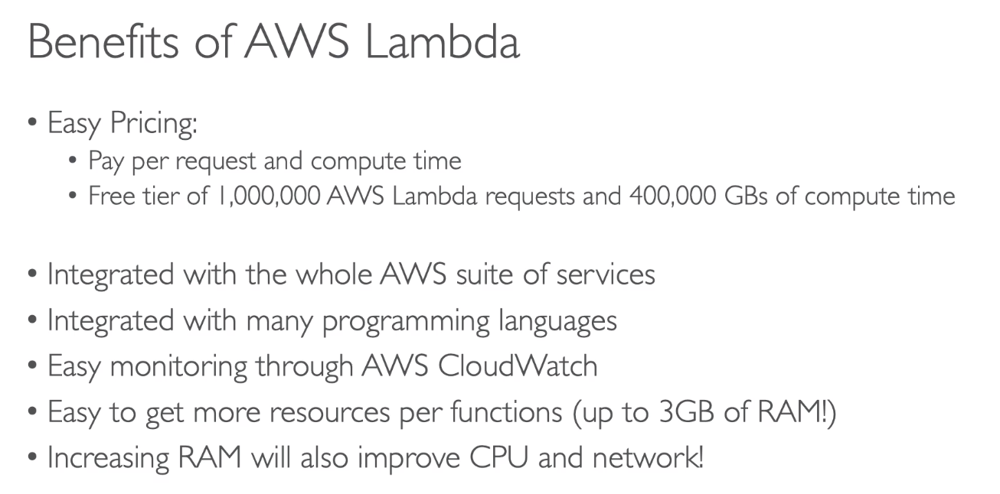 Benefits of AWS Lambda
• Easy Pricing:
• Pay per request and compute time
• Free tier of 1,000,000 AWS Lambda requests and 400,000 GBs of compute time
• Integrated with the whole AWS suite of services
• Integrated with many programming languages
• Easy monitoring through AWS CloudWatch
• Easy to get more resources per functions (up to 3GB of RAM!)
• Increasing RAM will also improve CPU and network!